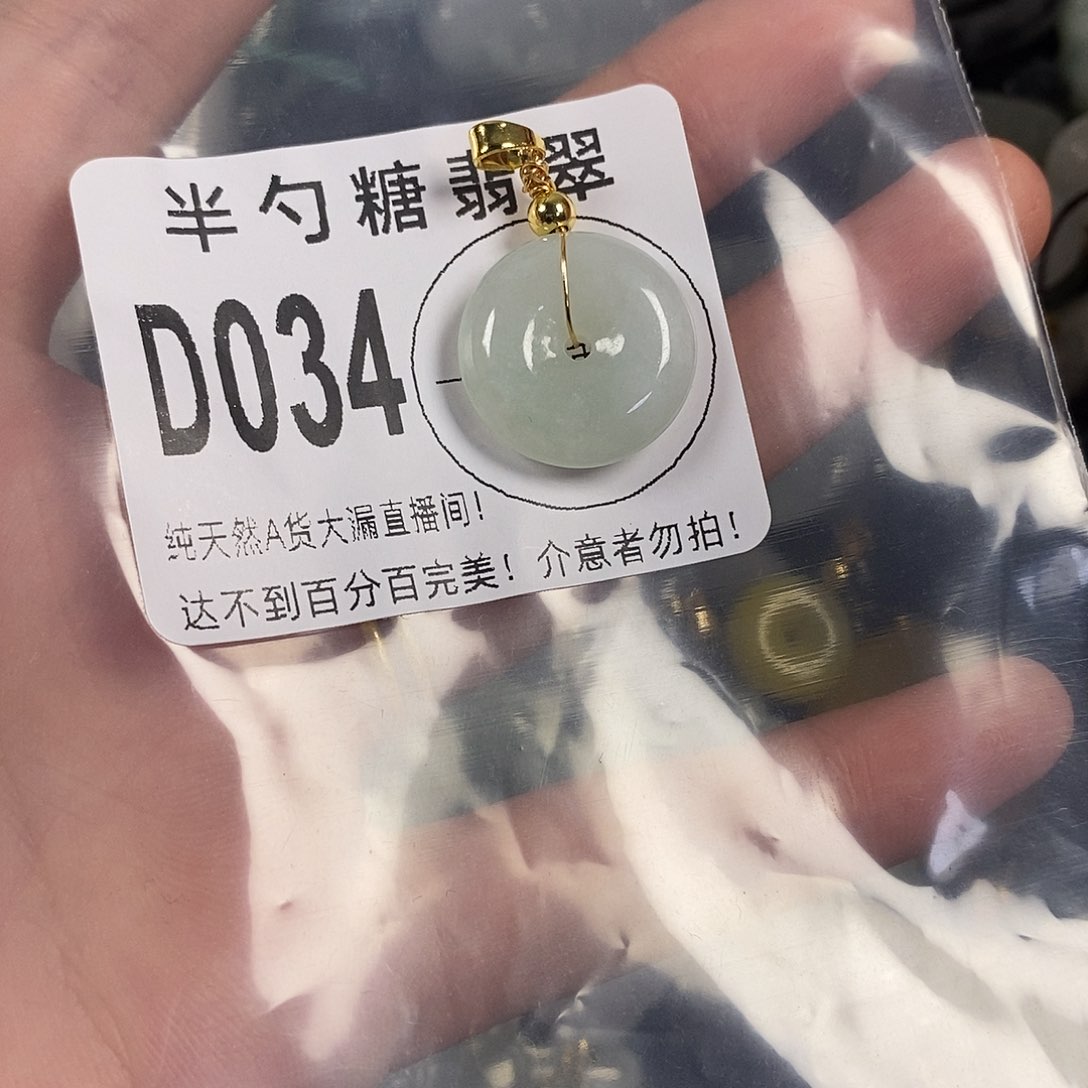 半勺糖翡翠
D034
纯天然A货大漏直播间！
达不到百分百完美！介意者勿拍！